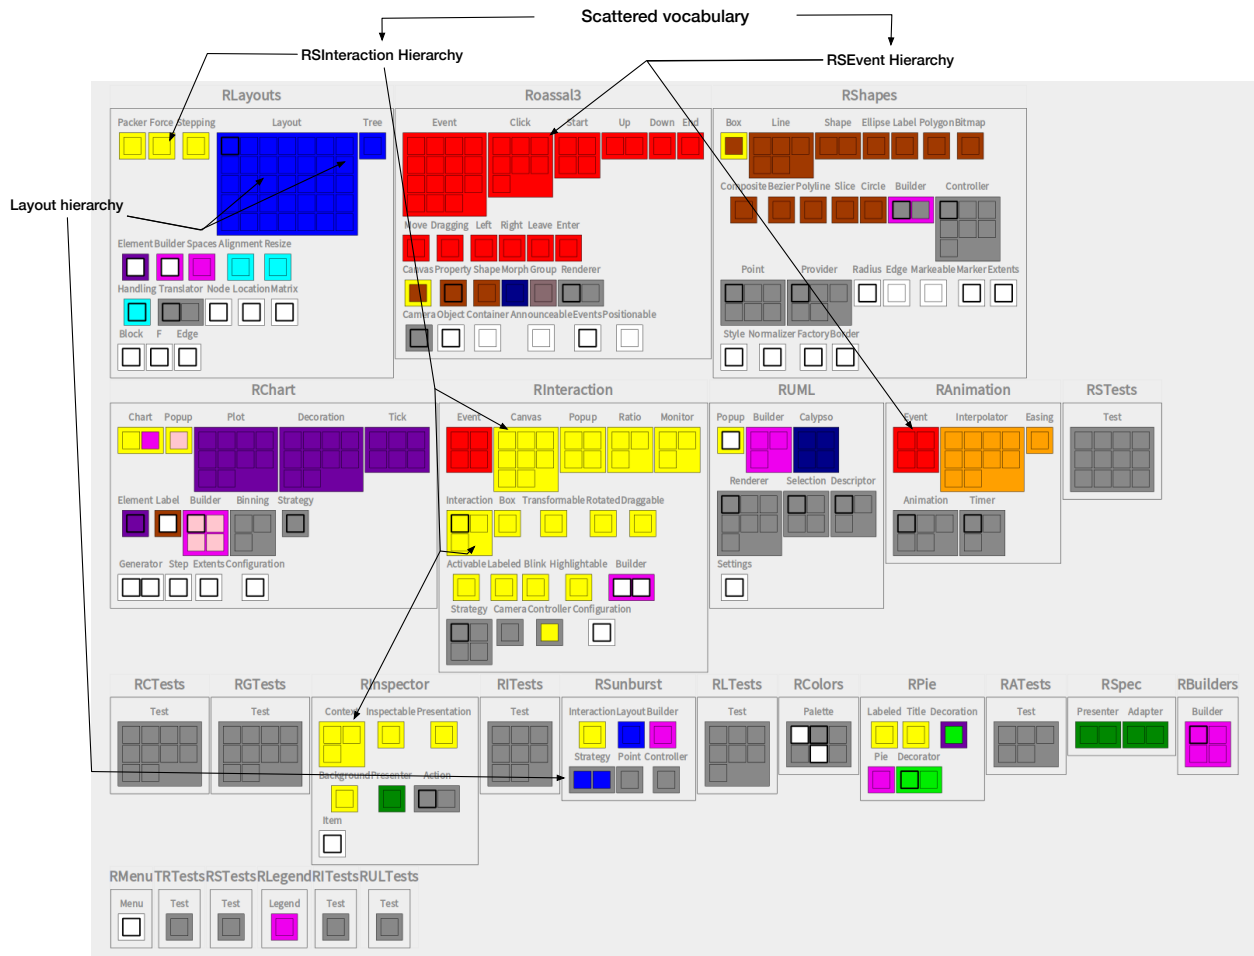 Scattered vocabulary
RSInteraction Hierarchy
RSEvent Hierarchy
Layout hierarchy
RLayouts Roassal3 RShapes
Packer Force Stepping Layout Tree Event Click Start Up Down End Box Line Shape Ellipse Label Polygon Bitmap
Composite Bezier Polyline Slice Circle Builder Controller
Move Dragging Left Right Leave Enter
Element Builder Spaces Alignment Resize Canvas Property Shape Morph Group Renderer Point Provider Radius Edge Markeable Marker Extents
Handling Translator Node Location Matrix Camera Object Container Announceable Events Positionable
Block F Edge Style Normalizer Factory Border
RChart RInteraction RUML RAnimation RSTests
Chart Popup Plot Decoration Tick Event Canvas Popup Ratio Monitor Popup Builder Calypso Event Interpolator Easing Test
Element Label Builder Binning Strategy Interaction Box Transformable Rotated Draggable Renderer Selection Descriptor Animation Timer
Generator Step Extents Configuration Activable Labeled Blink Highlightable Builder Settings
Strategy Camera Controller Configuration
RCTests RGTests RInspector RITests RSunburst RLTests RColors RPie RATests RSpec RBuilders
Test Test Context Inspectable Presentation Test Interaction Layout Builder Test Palette Labeled Title Decoration Test Presenter Adapter Builder
Strategy Point Controller Pie Decorator
Background Presenter Action
Item
RMenu TRTests RSTests RLegend RITests RULTests
Menu Test Test Legend Test Test